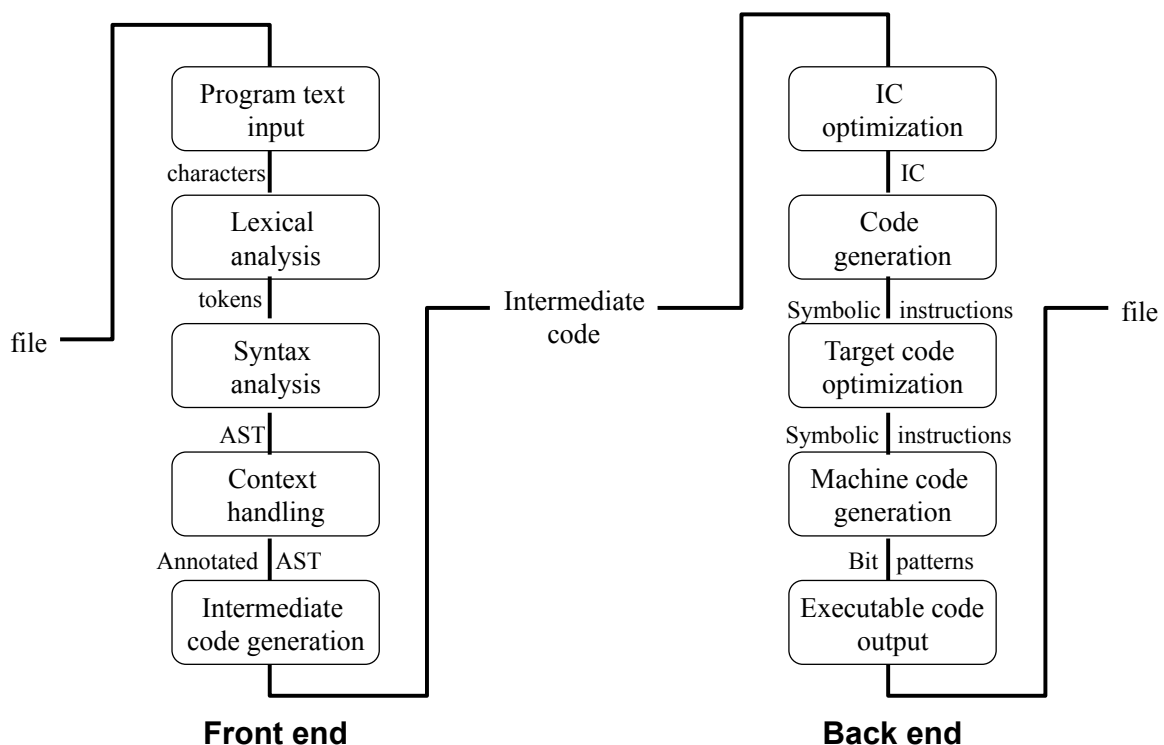 file
Program text
input
characters
Lexical
analysis
tokens
Syntax
analysis
AST
Context
handling
Annotated AST
Intermediate
code generation
Front end
Intermediate
code
IC
optimization
IC
Code
generation
Symbolic instructions
Target code
optimization
Symbolic instructions
Machine code
generation
Bit patterns
Executable code
output
Back end
file